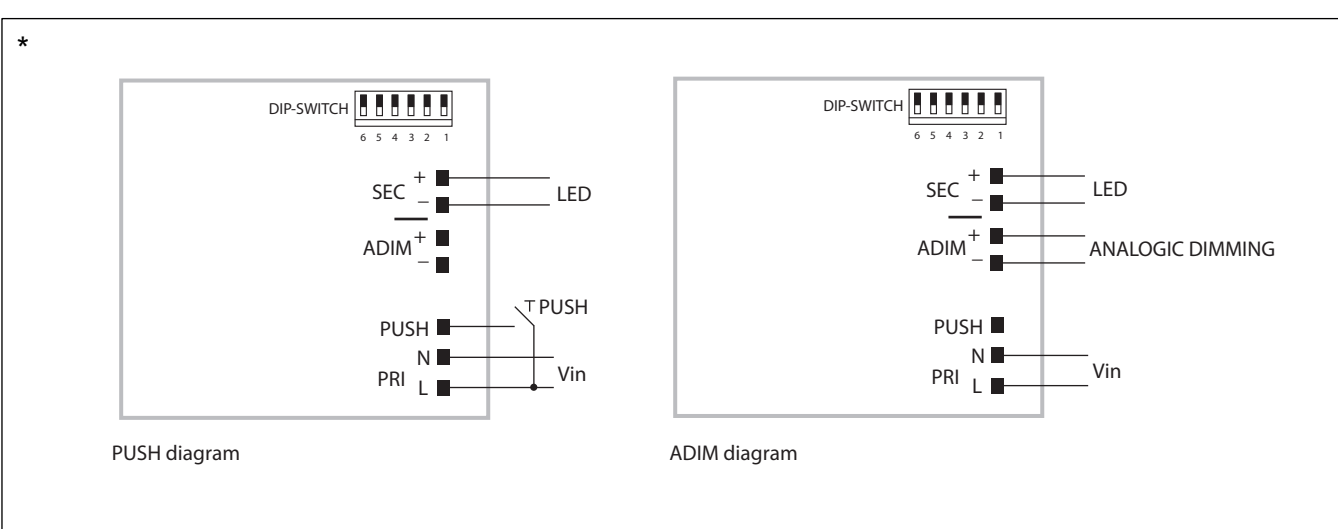 *
DIP-SWITCH
6 5 4 3 2 1
+
SEC
−
LED
ADIM
+
−
PUSH
PUSH
N
PRI
L
Vin
PUSH diagram
DIP-SWITCH
6 5 4 3 2 1
+
SEC
−
LED
ADIM
+
−
ANALOGIC DIMMING
PUSH
N
PRI
L
Vin
ADIM diagram